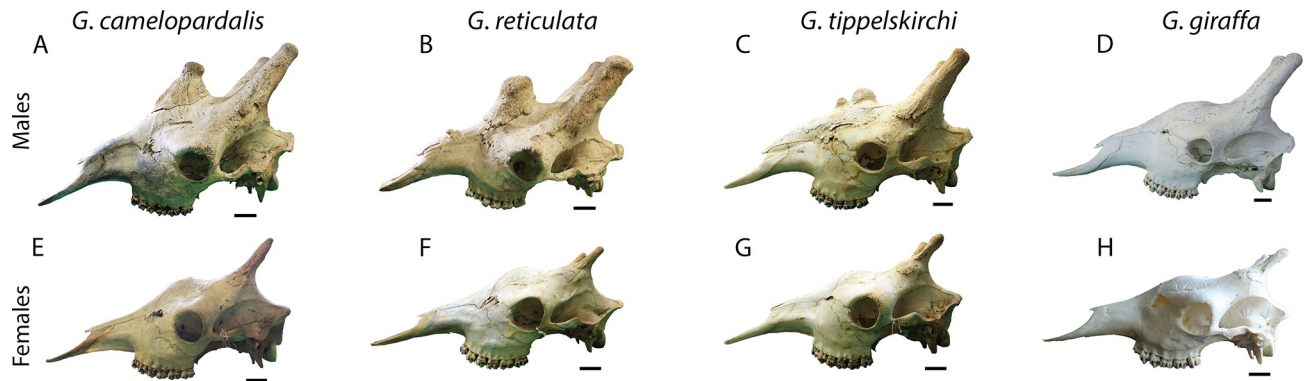 G. camelopardalis G. reticulata G. tippelskirchi G. giraffa
A B C D
Males
E F G H
Females